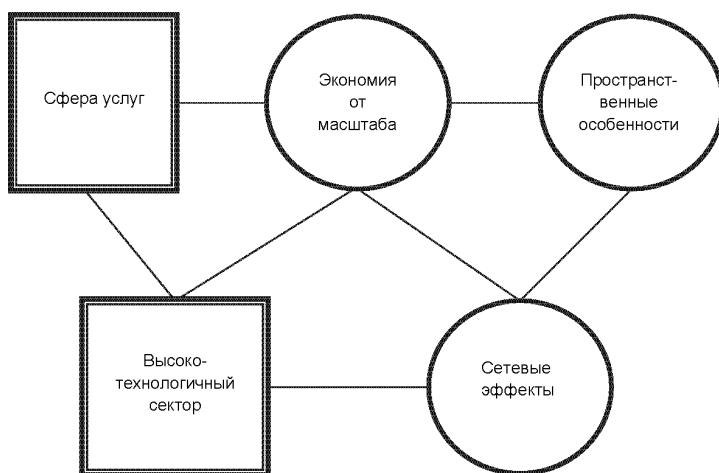 Сфера услуг
Экономия
от
масштаба
Пространст-
венные
особенности
Высоко-
технологичный
сектор
Сетевые
эффекты